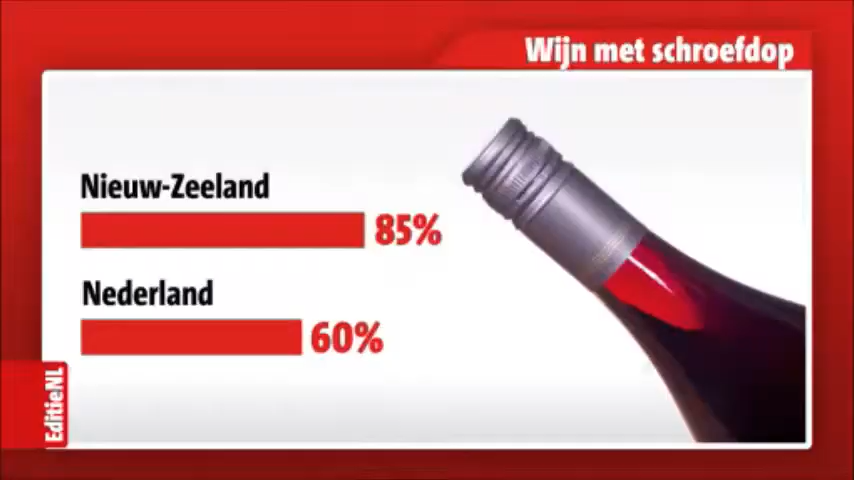 Wijn met schroefdop
Nieuw-Zeeland
85%
Nederland
60%
EditieNL